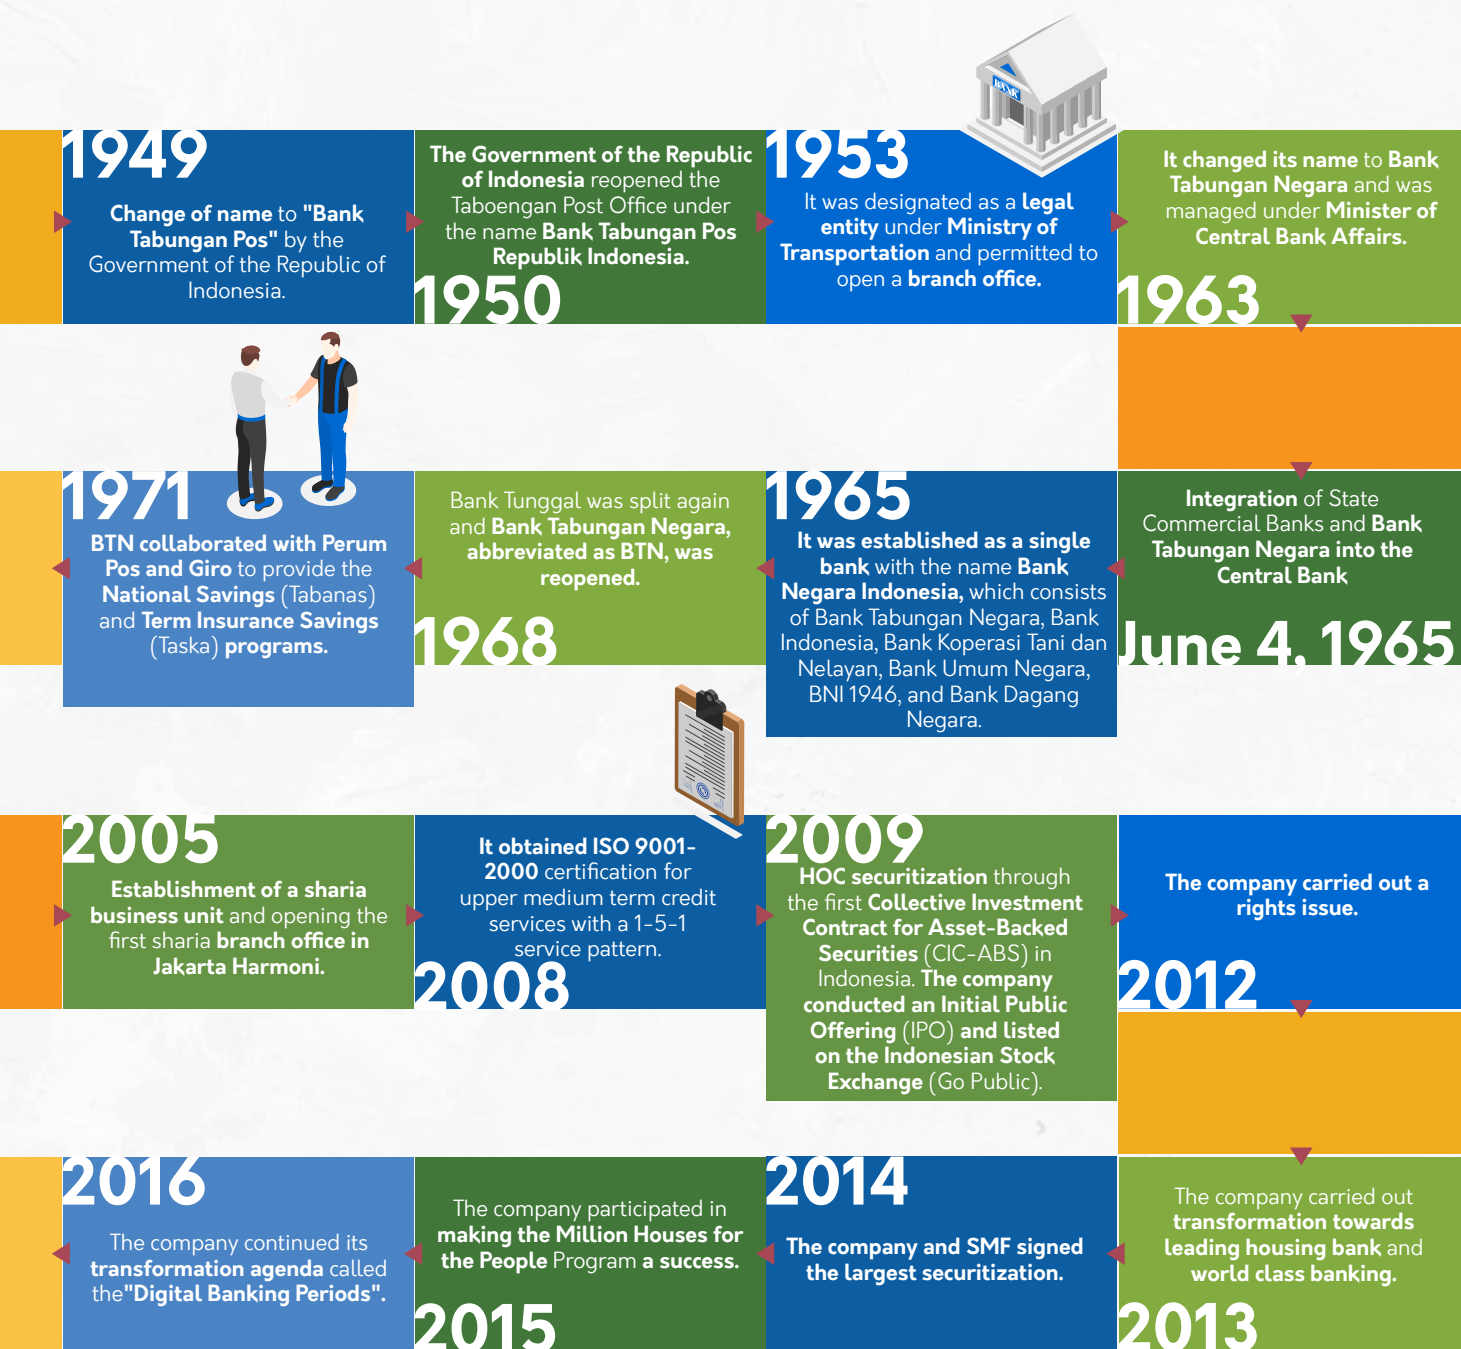 BANK
1949
Change of name to "Bank
Tabungan Pos" by the
Government of the Republic of
Indonesia.
The Government of the Republic
of Indonesia reopened the
Taboengan Post Office under
the name Bank Tabungan Pos
Republik Indonesia.
1950
1953
It was designated as a legal
entity under Ministry of
Transportation and permitted to
open a branch office.
It changed its name to Bank
Tabungan Negara and was
managed under Minister of
Central Bank Affairs.
1963
Integration of State
Commercial Banks and Bank
Tabungan Negara into the
Central Bank
June 4, 1965
1965
It was established as a single
bank with the name Bank
Negara Indonesia, which consists
of Bank Tabungan Negara, Bank
Indonesia, Bank Koperasi Tani dan
Nelayan, Bank Umum Negara,
BNI 1946, and Bank Dagang
Negara.
Bank Tunggal was split again
and Bank Tabungan Negara,
abbreviated as BTN, was
reopened.
1968
1971
BTN collaborated with Perum
Pos and Giro to provide the
National Savings (Tabanas)
and Term Insurance Savings
(Taska) programs.
2005
Establishment of a sharia
business unit and opening the
first sharia branch office in
Jakarta Harmoni.
It obtained ISO 9001-
2000 certification for
upper medium term credit
services with a 1-5-1
service pattern.
2008
2009
HOC securitization through
the first Collective Investment
Contract for Asset-Backed
Securities (CIC-ABS) in
Indonesia. The company
conducted an Initial Public
Offering (IPO) and listed
on the Indonesian Stock
Exchange (Go Public).
The company carried out a
rights issue.
2012
The company carried out
transformation towards
leading housing bank and
world class banking.
2013
2014
The company and SMF signed
the largest securitization.
The company participated in
making the Million Houses for
the People Program a success.
2015
2016
The company continued its
transformation agenda called
the"Digital Banking Periods".